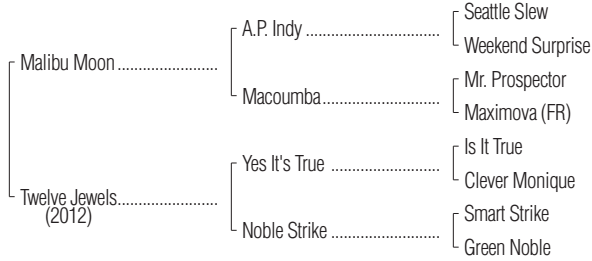 Seattle Slew
A.P. Indy ........................
Weekend Surprise
Malibu Moon ........................
Mr. Prospector
Macoumba ........................
Maximova (FR)
Is It True
Yes It's True ........................
Clever Monique
Twelve Jewels ........................
(2012)
Smart Strike
Noble Strike ........................
Green Noble